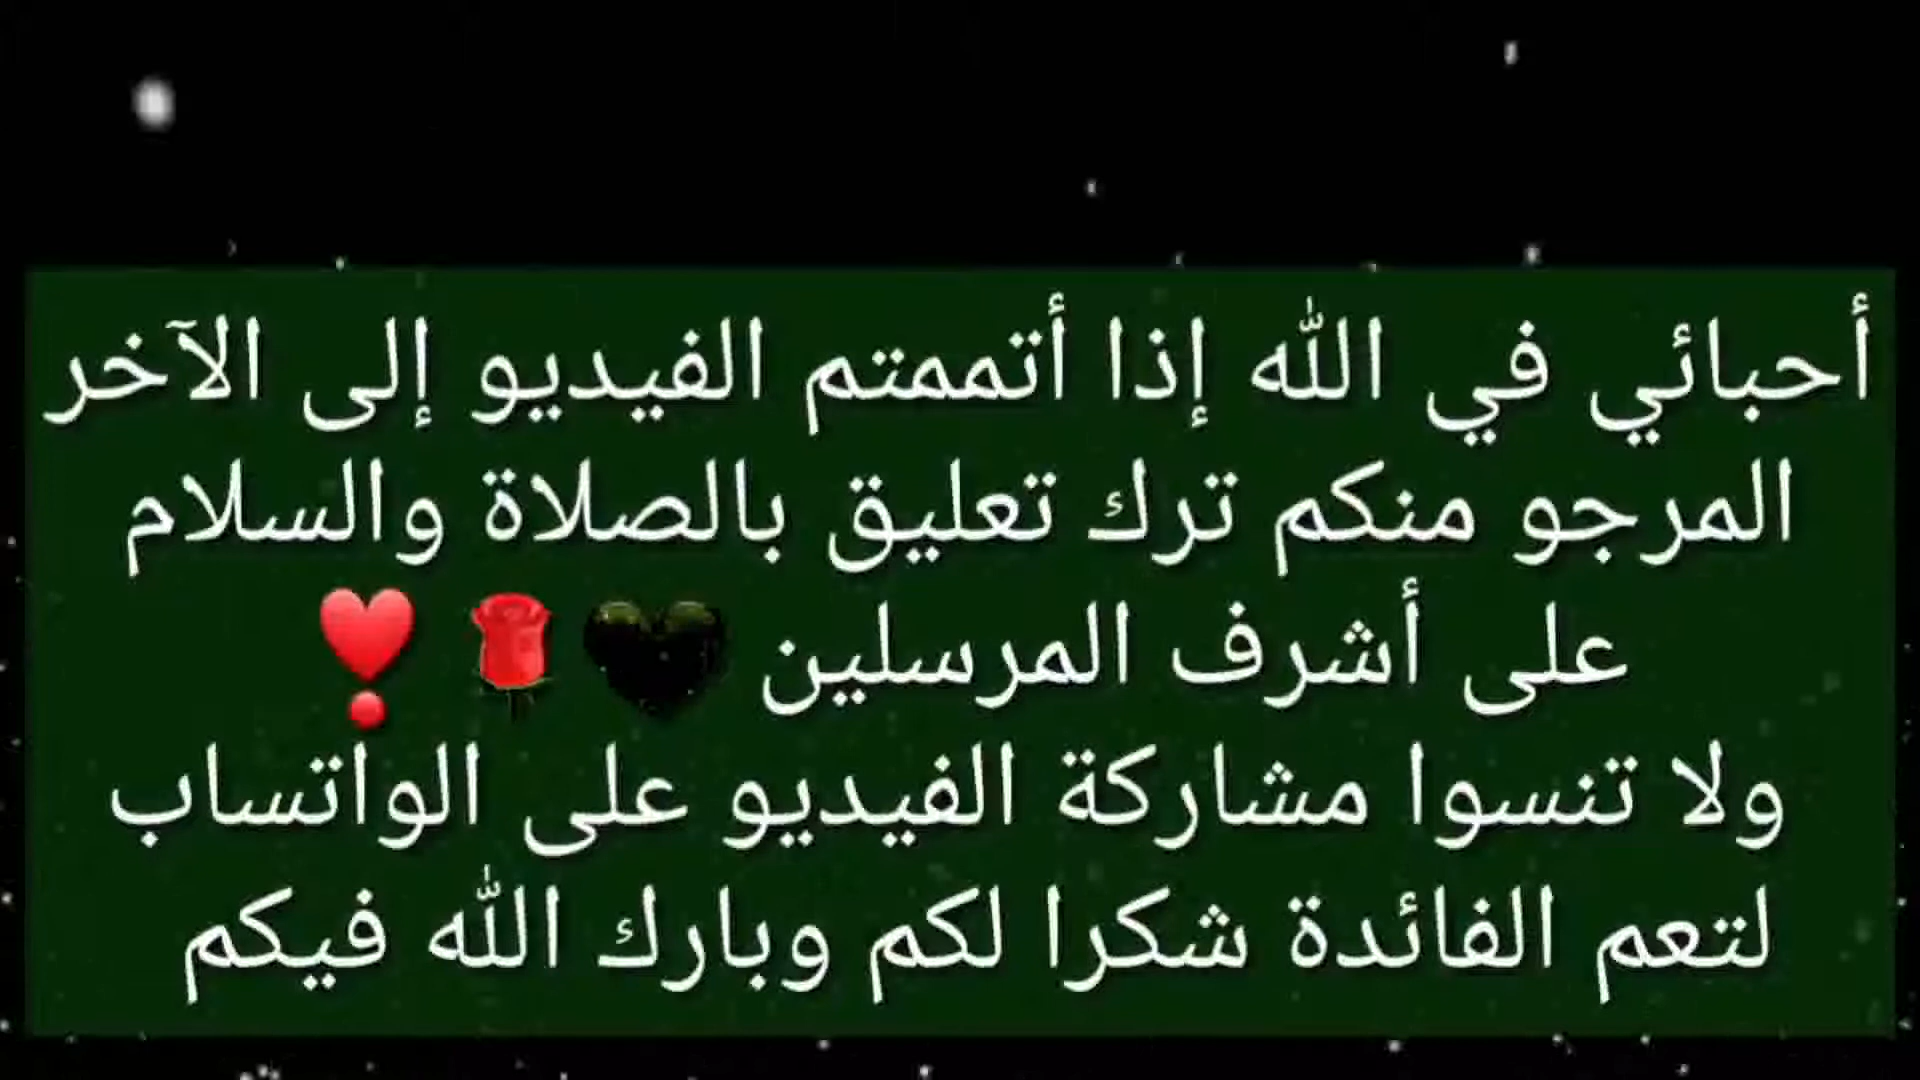 أحبائي في الله إذا أتممتم الفيديو إلى الآخر
المرجو منكم ترك تعليق بالصلاة والسلام
على أشرف المرسلين 🖤🌹❣️
ولا تنسوا مشاركة الفيديو على الواتساب
لتعم الفائدة شكرا لكم وبارك الله فيكم